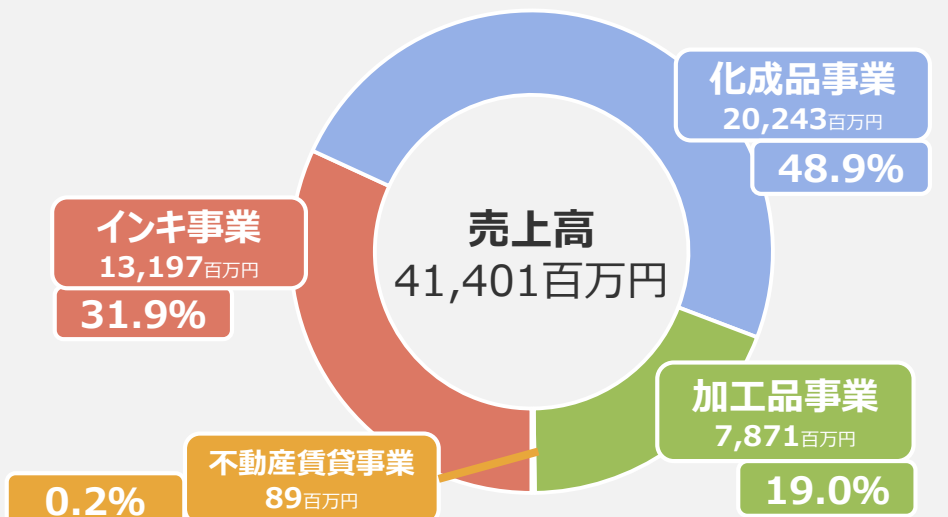 化成品事業
20,243百万円
48.9%
売上高
41,401百万円
インキ事業
13,197百万円
31.9%
加工品事業
7,871百万円
19.0%
不動産賃貸事業
89百万円
0.2%